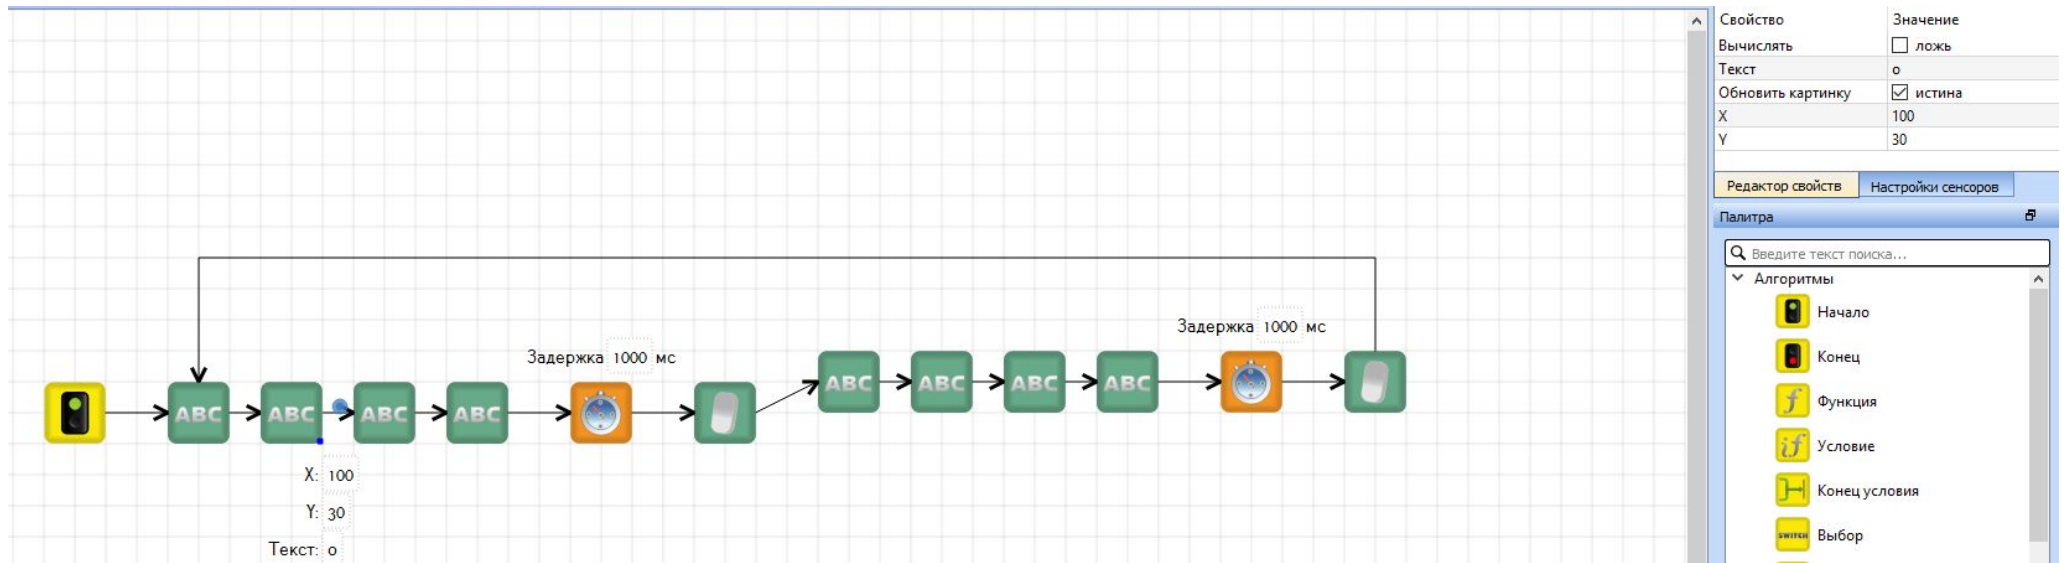 Свойство Значение
Вычислять ложь
Текст о
Обновить картинку истина
X 100
Y 30
Редактор свойств Настройки сенсоров
Палитра
Введите текст поиска...
Алгоритмы
Начало
Конец
Функция
Условие
Конец условия
SWITCH Выбор
Задержка 1000 мс
Задержка 1000 мс
ABC ABC ABC ABC
ABC ABC ABC ABC
X: 100
Y: 30
Текст: о
f
if